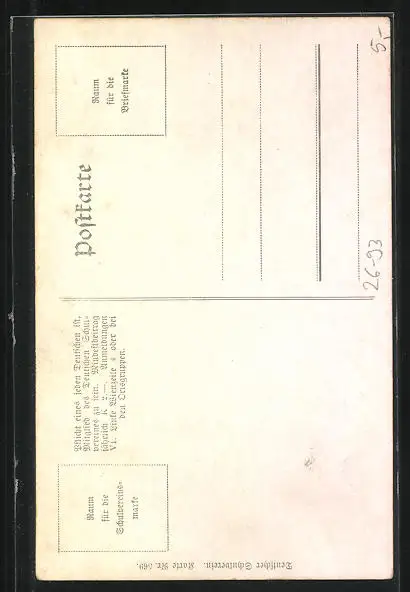 Pflicht eines jeden Deutschen ist,
Mitglied des Deutschen Schul-
vereines zu sein. Mindestbeitrag
jährlich K 2.—. Anmeldungen
VI. Linke Wienzeile 4 oder bei
den Ortsgruppen.
Raum
für die
Schulvereins-
marke
Postkarte
Raum
für die
Briefmarke
Deutscher Schulverein. Karte Nr. 569.
26-93
5,-